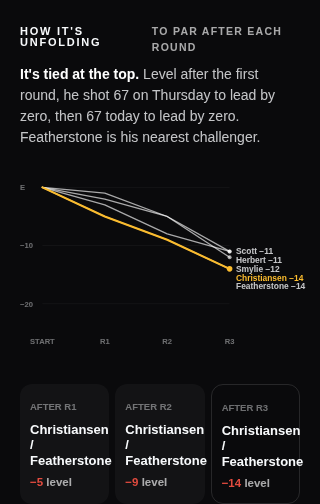 HOW IT'S UNFOLDING
TO PAR AFTER EACH ROUND
It's tied at the top. Level after the first
round, he shot 67 on Thursday to lead by
zero, then 67 today to lead by zero.
Featherstone is his nearest challenger.
E
−10
−20
Scott −11
Herbert −11
Smylie −12
Christiansen −14
Featherstone −14
START R1 R2 R3
AFTER R1
Christiansen
/
Featherstone
−5 level
AFTER R2
Christiansen
/
Featherstone
−9 level
AFTER R3
Christiansen
/
Featherstone
−14 level